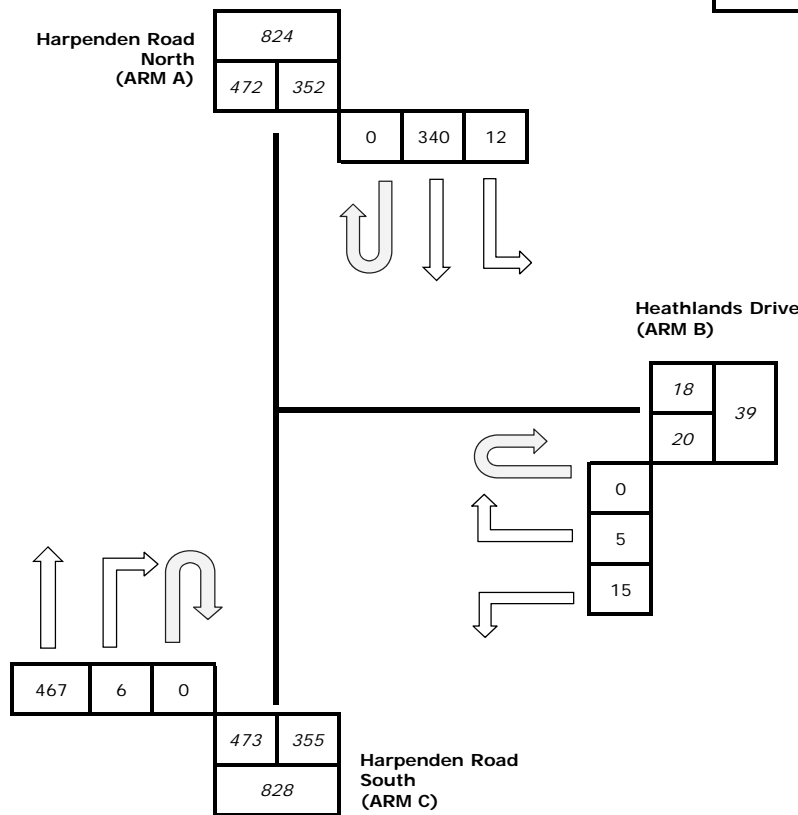 Harpenden Road
North
(ARM A)
824
472 352
0 340 12
Heathlands Drive
(ARM B)
18
39
20
0
5
15
467 6 0
473 355
828
Harpenden Road
South
(ARM C)